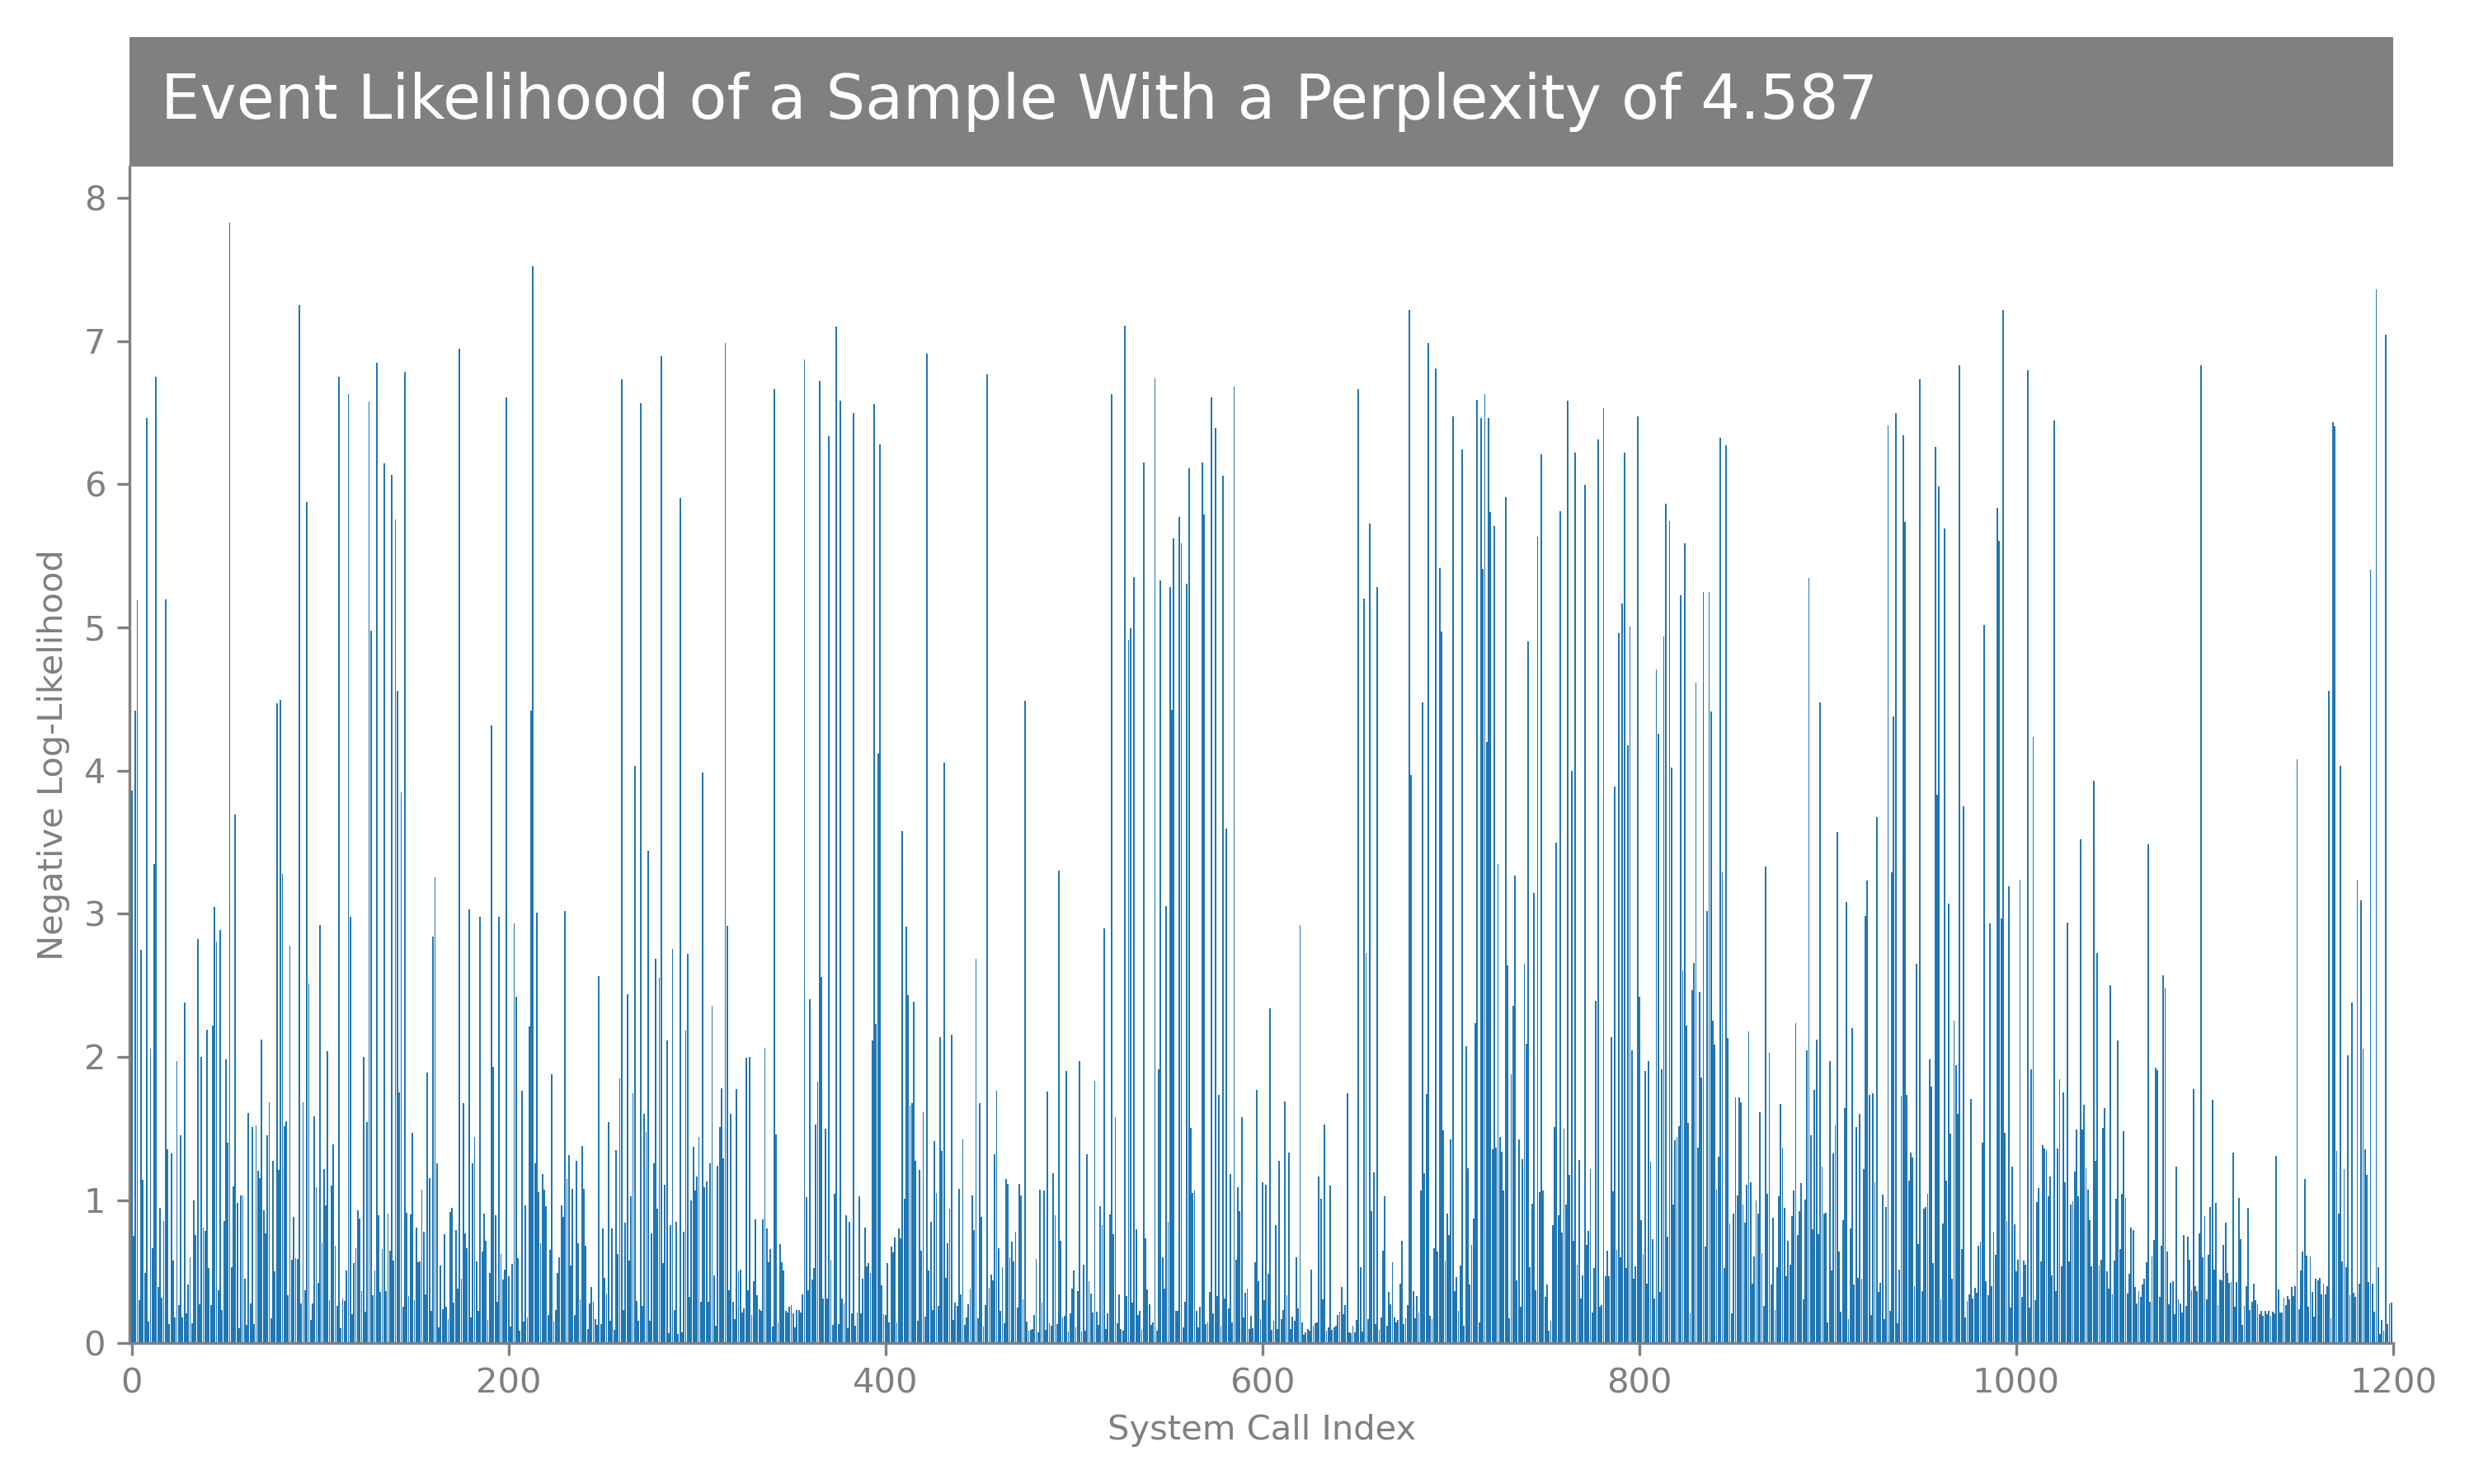 Event Likelihood of a Sample With a Perplexity of 4.587
8
7
6
5
4
3
2
1
0
Negative Log-Likelihood
0 200 400 600 800 1000 1200
System Call Index